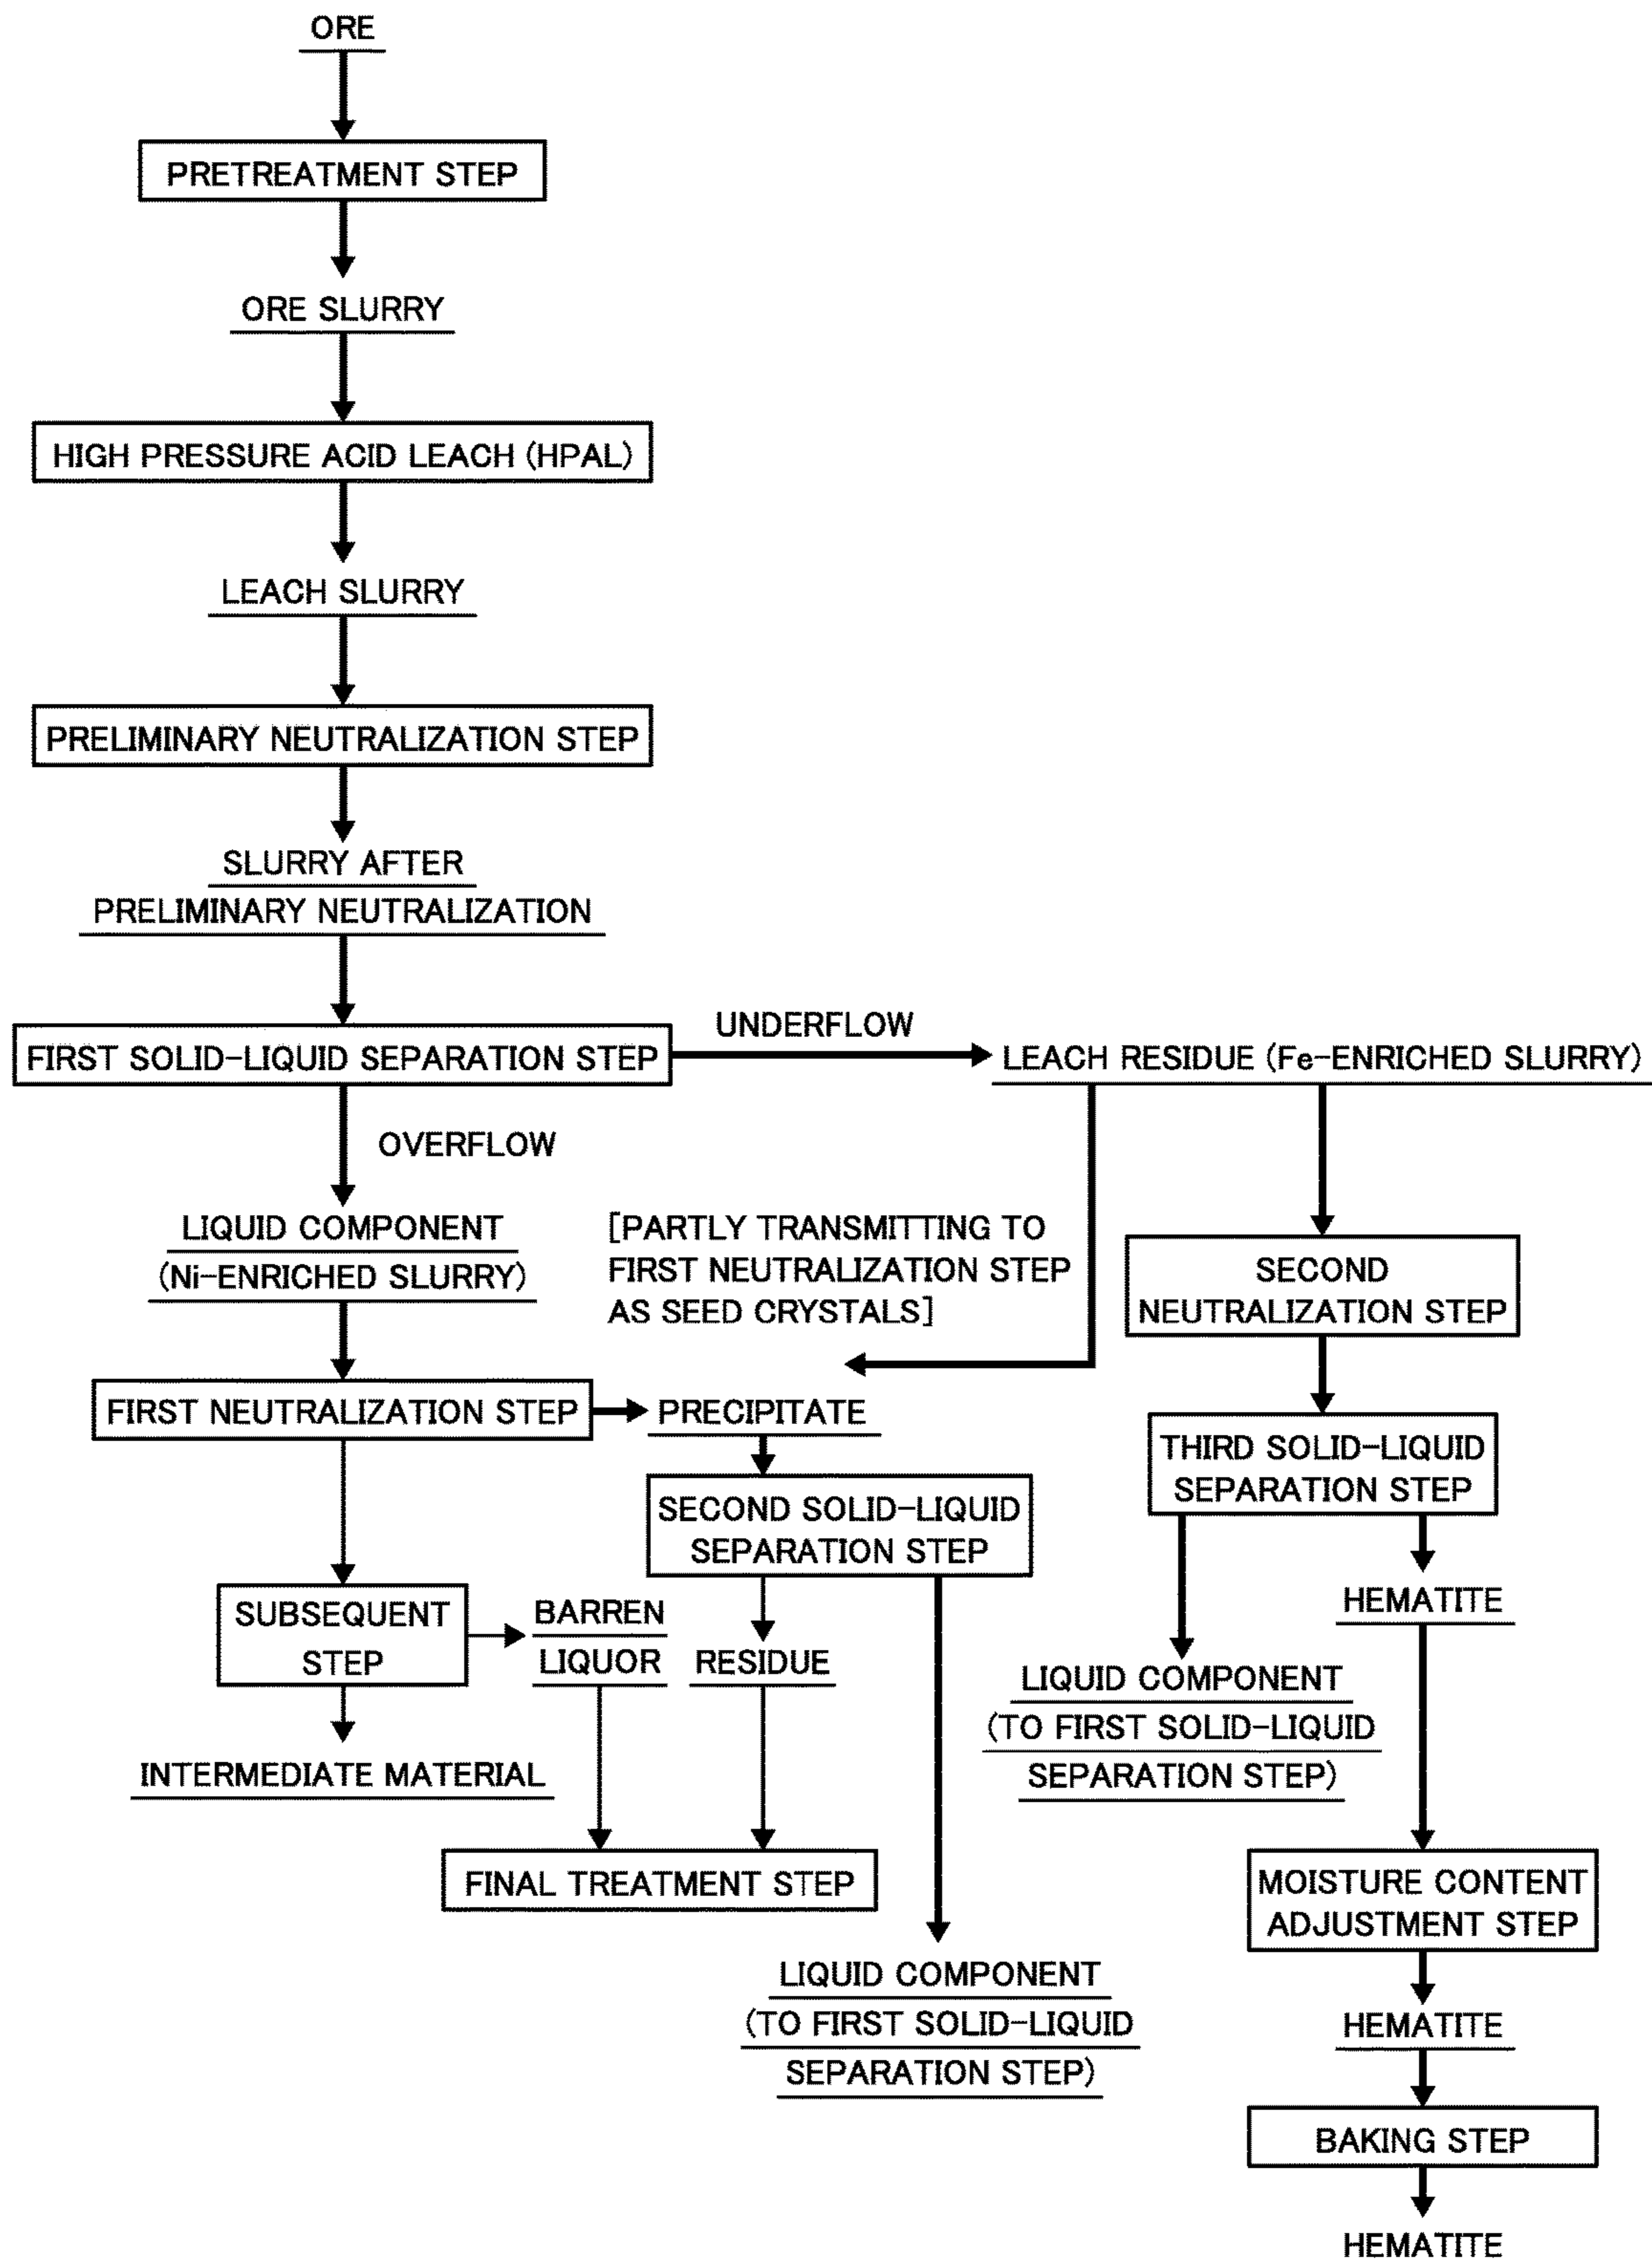 ORE
PRETREATMENT STEP
ORE SLURRY
HIGH PRESSURE ACID LEACH (HPAL)
LEACH SLURRY
PRELIMINARY NEUTRALIZATION STEP
SLURRY AFTER
PRELIMINARY NEUTRALIZATION
FIRST SOLID-LIQUID SEPARATION STEP
UNDERFLOW
LEACH RESIDUE (Fe-ENRICHED SLURRY)
OVERFLOW
LIQUID COMPONENT
(Ni-ENRICHED SLURRY)
[PARTLY TRANSMITTING TO
FIRST NEUTRALIZATION STEP
AS SEED CRYSTALS]
SECOND
NEUTRALIZATION STEP
FIRST NEUTRALIZATION STEP
PRECIPITATE
THIRD SOLID-LIQUID
SEPARATION STEP
SECOND SOLID-LIQUID
SEPARATION STEP
SUBSEQUENT
STEP
BARREN
LIQUOR
RESIDUE
HEMATITE
LIQUID COMPONENT
(TO FIRST SOLID-LIQUID
SEPARATION STEP)
INTERMEDIATE MATERIAL
FINAL TREATMENT STEP
MOISTURE CONTENT
ADJUSTMENT STEP
LIQUID COMPONENT
(TO FIRST SOLID-LIQUID
SEPARATION STEP)
HEMATITE
BAKING STEP
HEMATITE